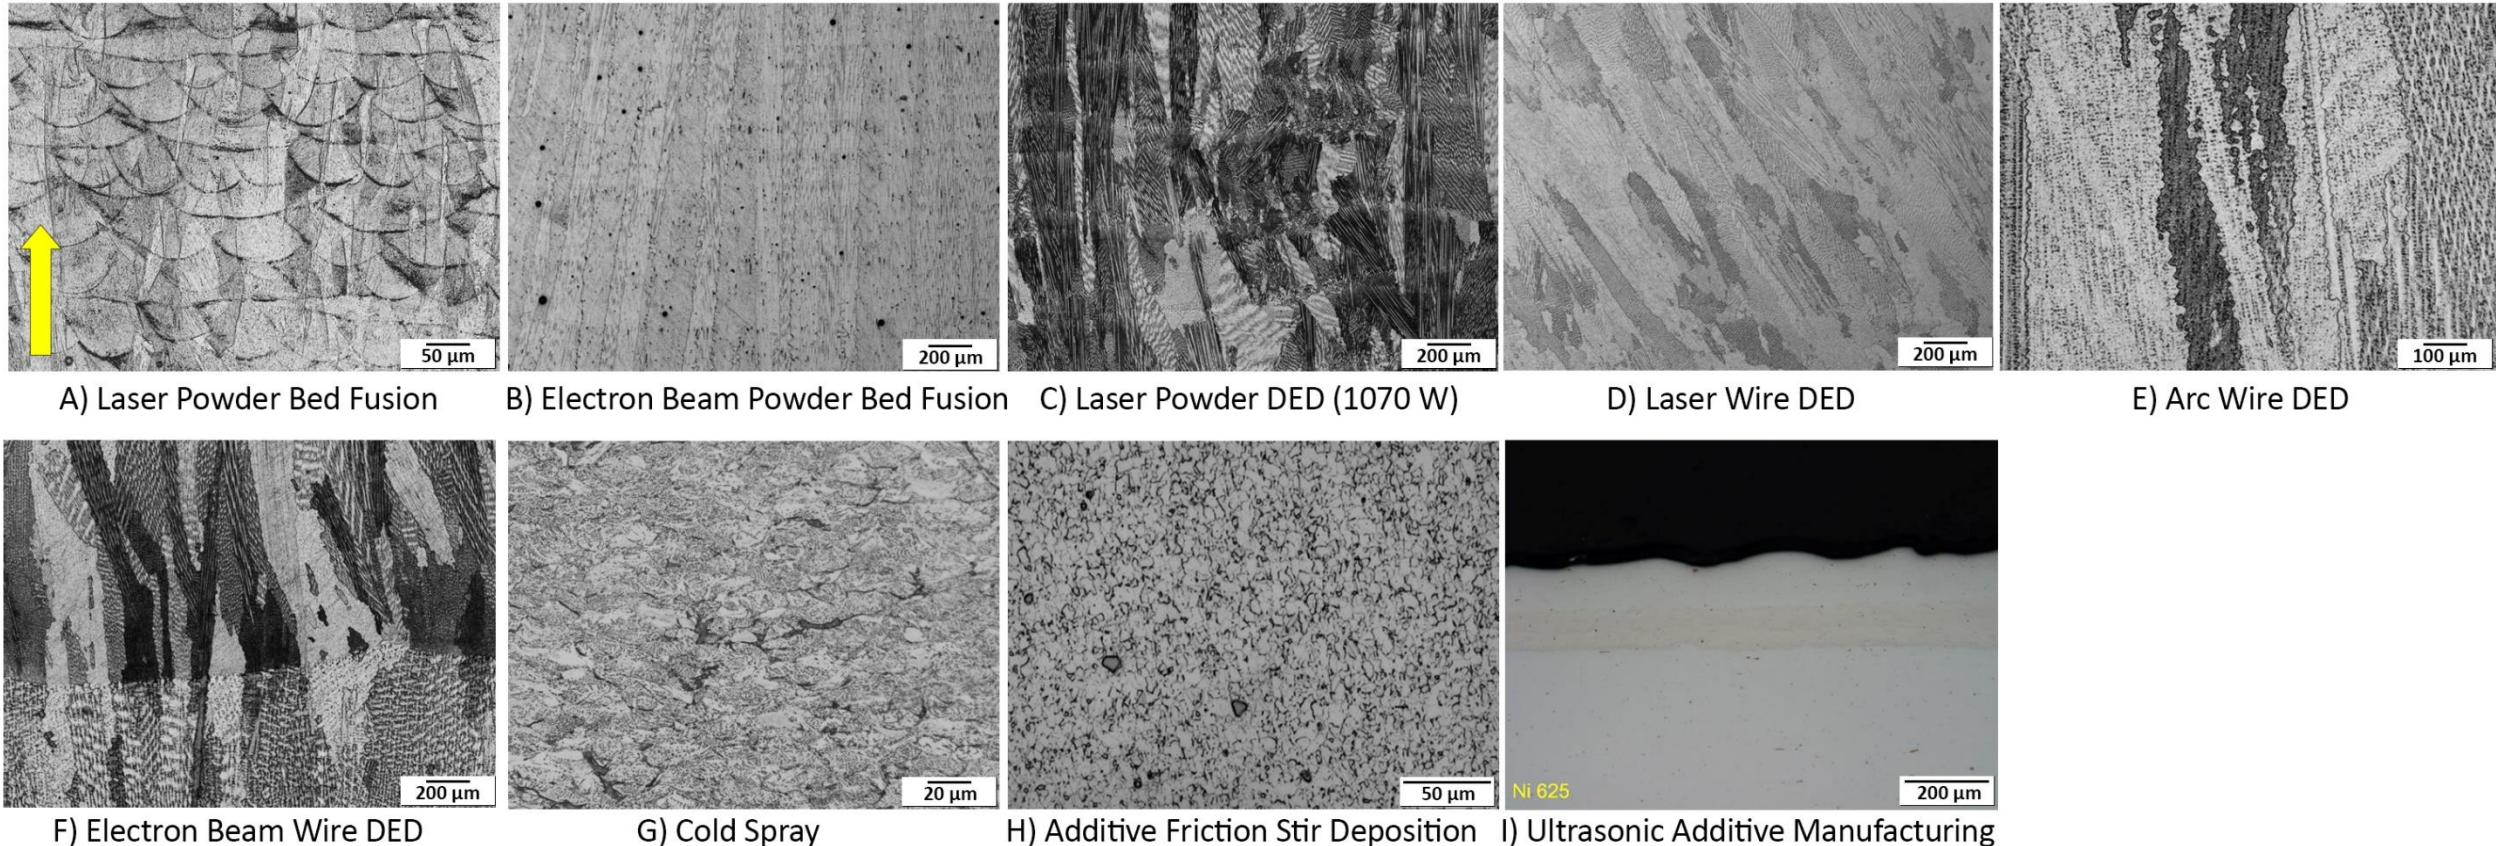 50 µm
200 µm
200 µm
200 µm
100 µm
A) Laser Powder Bed Fusion
B) Electron Beam Powder Bed Fusion
C) Laser Powder DED (1070 W)
D) Laser Wire DED
E) Arc Wire DED
200 µm
20 µm
50 µm
Ni 625
200 µm
F) Electron Beam Wire DED
G) Cold Spray
H) Additive Friction Stir Deposition
I) Ultrasonic Additive Manufacturing